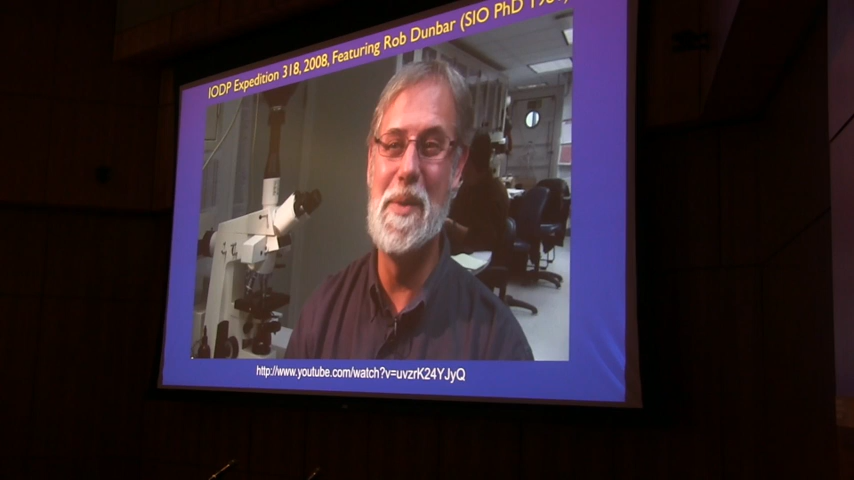 IODP Expedition 318, 2008, Featuring Rob Dunbar (SIO PhD
http://www.youtube.com/watch?v=uvzrK24YJyQ